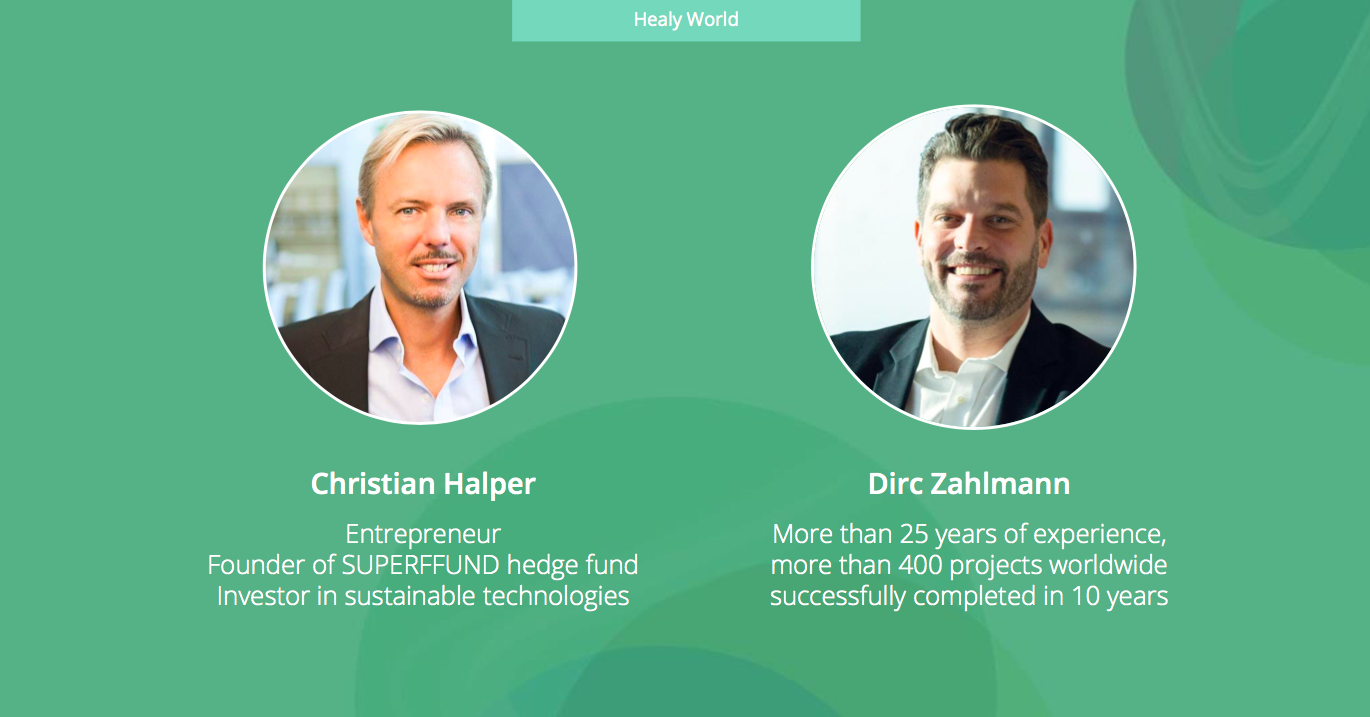 Healy World
Christian Halper
Entrepreneur
Founder of SUPERFFUND hedge fund
Investor in sustainable technologies
Dirc Zahlmann
More than 25 years of experience,
more than 400 projects worldwide
successfully completed in 10 years